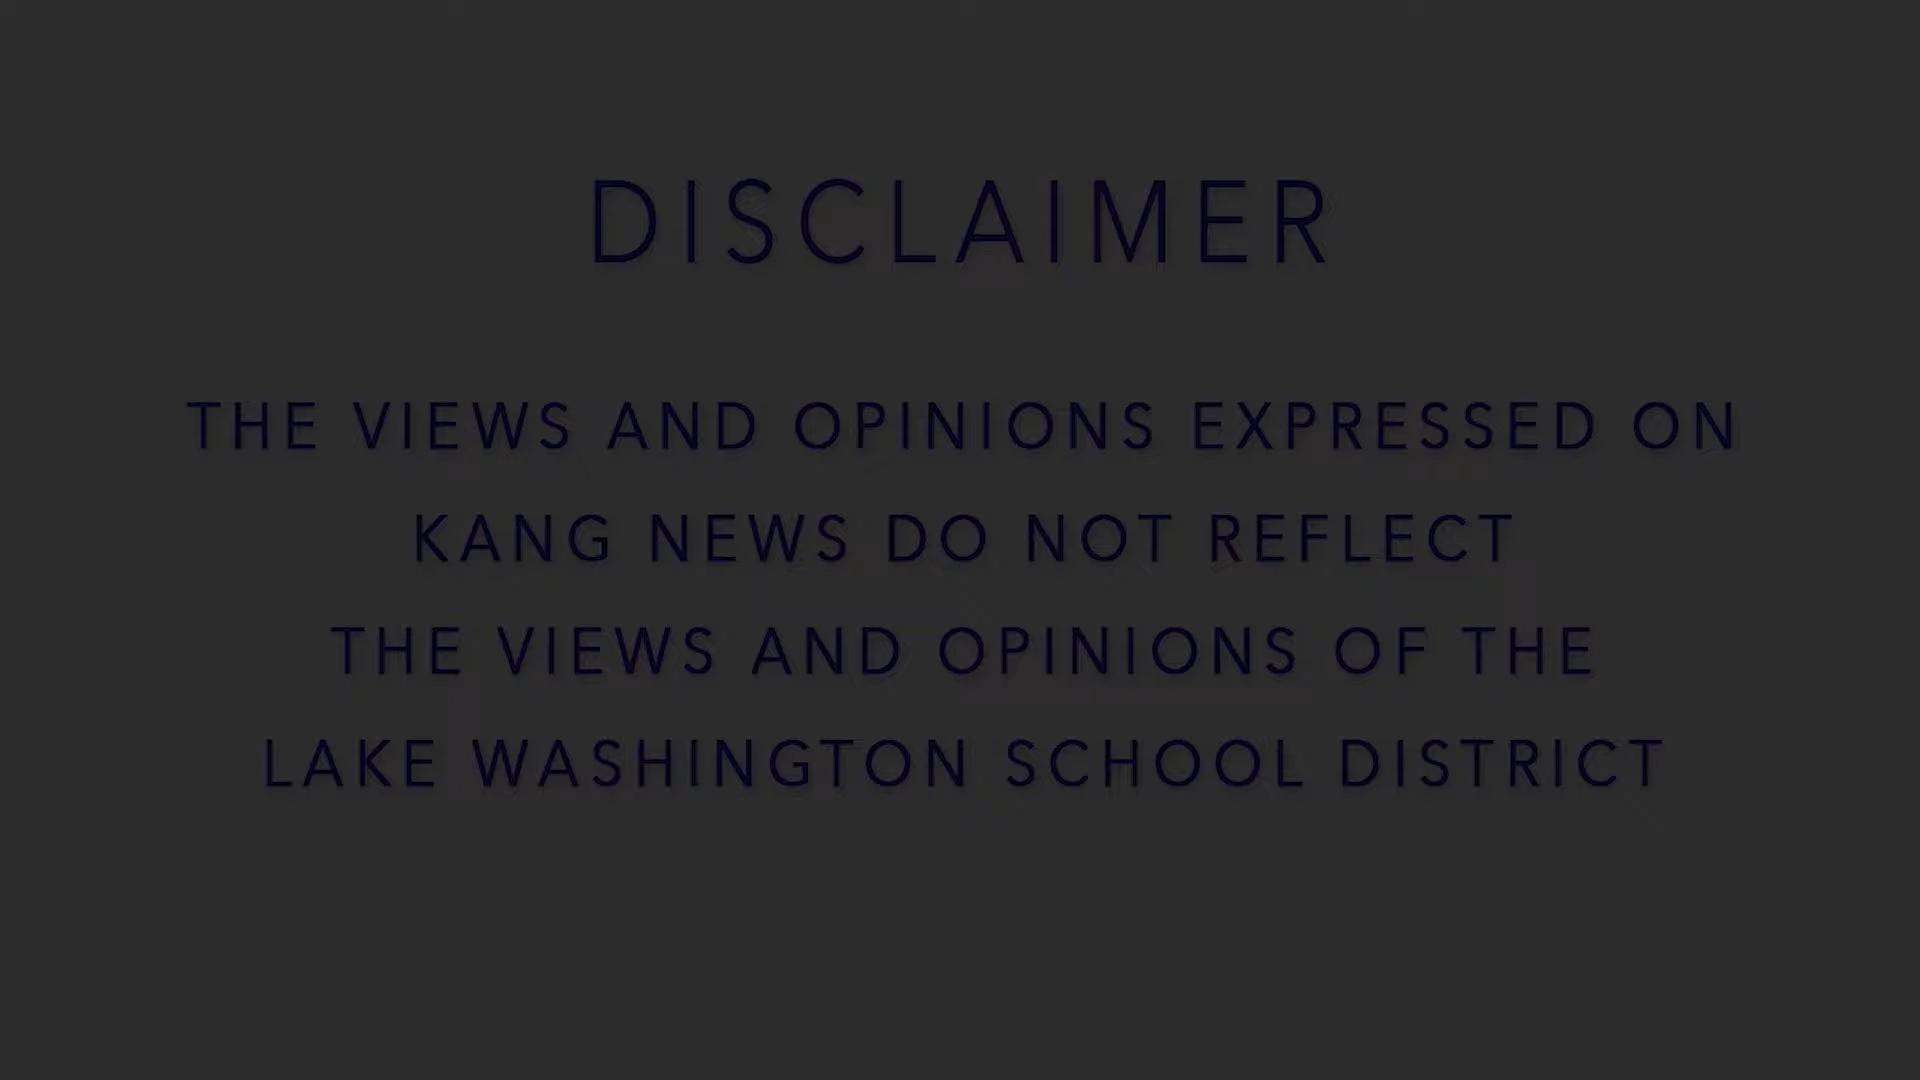 DISCLAIMER
THE VIEWS AND OPINIONS EXPRESSED ON
KANG NEWS DO NOT REFLECT
THE VIEWS AND OPINIONS OF THE
LAKE WASHINGTON SCHOOL DISTRICT